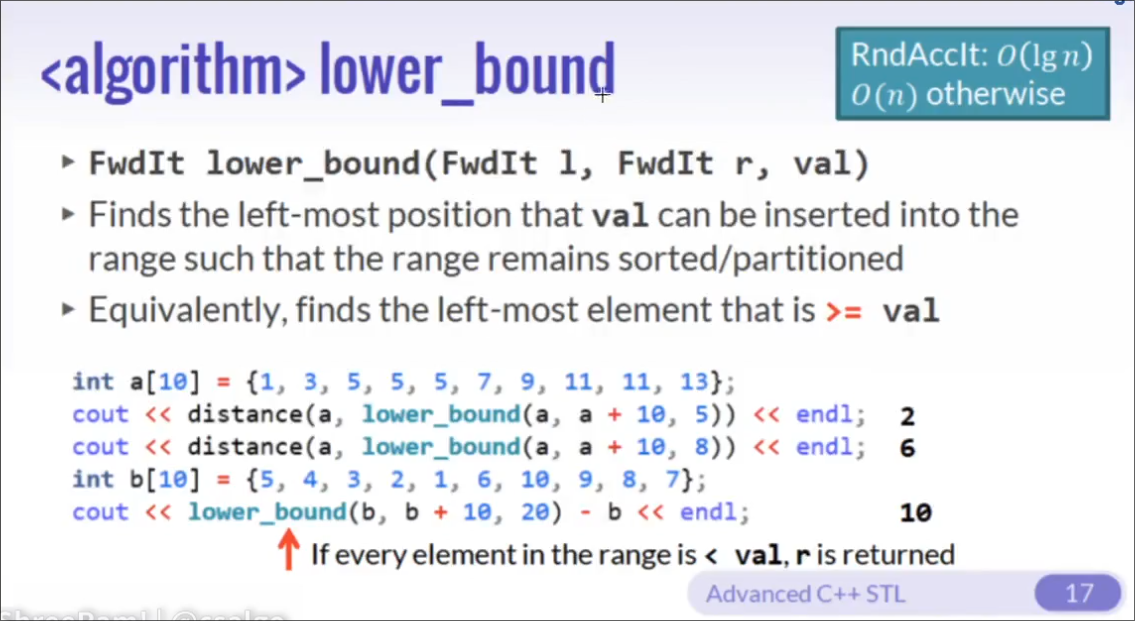 <algorithm> lower_bound
RndAccIt: O(lg n)
O(n) otherwise
▸ FwdIt lower_bound(FwdIt l, FwdIt r, val)
▸ Finds the left-most position that val can be inserted into the
range such that the range remains sorted/partitioned
▸ Equivalently, finds the left-most element that is >= val
int a[10] = {1, 3, 5, 5, 5, 7, 9, 11, 11, 13};
cout << distance(a, lower_bound(a, a + 10, 5)) << endl; 2
cout << distance(a, lower_bound(a, a + 10, 8)) << endl; 6
int b[10] = {5, 4, 3, 2, 1, 6, 10, 9, 8, 7};
cout << lower_bound(b, b + 10, 20) - b << endl; 10
If every element in the range is < val, r is returned
Advanced C++ STL 17